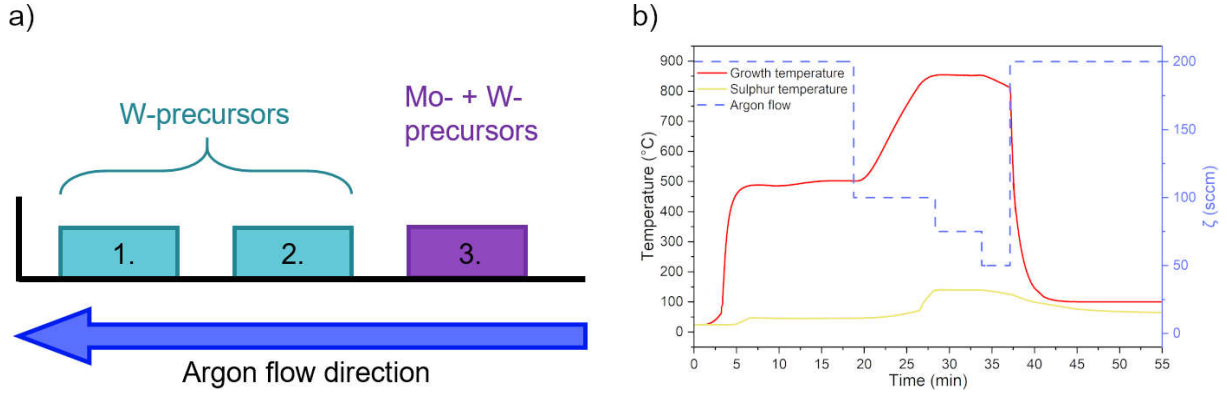 a)
W-precursors
Mo- + W-
precursors
1.
2.
3.
Argon flow direction
b)
Growth temperature
Sulphur temperature
Argon flow
Temperature (°C)
900
800
700
600
500
400
300
200
100
0
0 5 10 15 20 25 30 35 40 45 55
Time (min)
200
150
100
50
0
ζ (sccm)